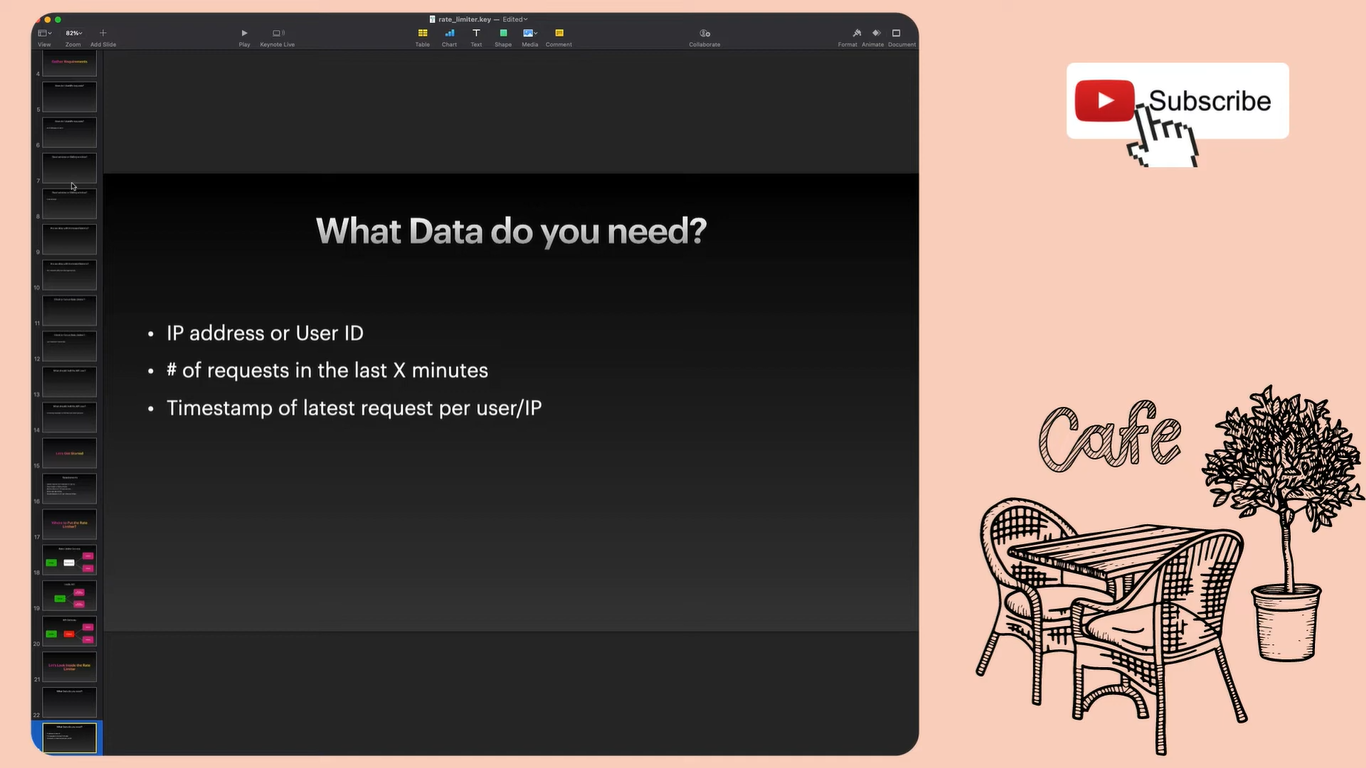 rate_limiter.key — Edited
82%
View
Zoom
Add Slide
Play
Keynote Live
Table
Chart
Text
Shape
Media
Comment
Collaborate
Format
Animate
Document
4
5
6
7
8
9
10
11
12
13
14
15
16
17
18
19
20
21
22
What Data do you need?
• IP address or User ID
• # of requests in the last X minutes
• Timestamp of latest request per user/IP
Subscribe
Cafe